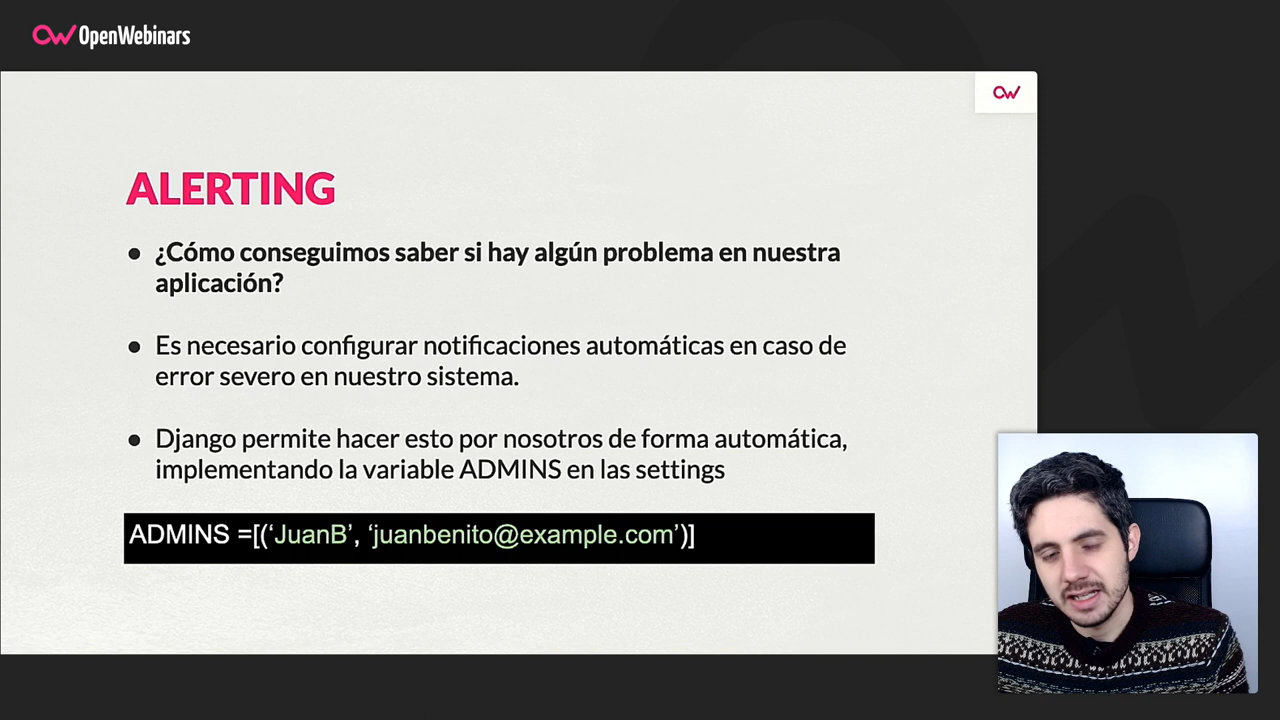 OpenWebinars
ALERTING
● ¿Cómo conseguimos saber si hay algún problema en nuestra
aplicación?
● Es necesario configurar notificaciones automáticas en caso de
error severo en nuestro sistema.
● Django permite hacer esto por nosotros de forma automática,
implementando la variable ADMINS en las settings
ADMINS =[(‘JuanB’, ‘juanbenito@example.com’)]